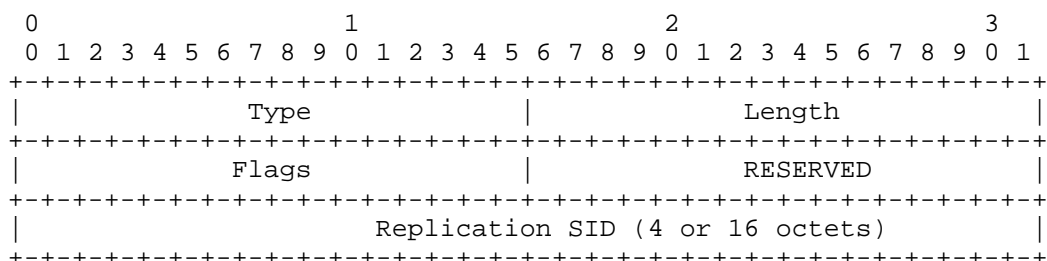 0                   1                   2                   3
 0 1 2 3 4 5 6 7 8 9 0 1 2 3 4 5 6 7 8 9 0 1 2 3 4 5 6 7 8 9 0 1
+-+-+-+-+-+-+-+-+-+-+-+-+-+-+-+-+-+-+-+-+-+-+-+-+-+-+-+-+-+-+-+-+
|              Type             |             Length            |
+-+-+-+-+-+-+-+-+-+-+-+-+-+-+-+-+-+-+-+-+-+-+-+-+-+-+-+-+-+-+-+-+
|             Flags             |             RESERVED          |
+-+-+-+-+-+-+-+-+-+-+-+-+-+-+-+-+-+-+-+-+-+-+-+-+-+-+-+-+-+-+-+-+
|                      Replication SID (4 or 16 octets)         |
+-+-+-+-+-+-+-+-+-+-+-+-+-+-+-+-+-+-+-+-+-+-+-+-+-+-+-+-+-+-+-+-+